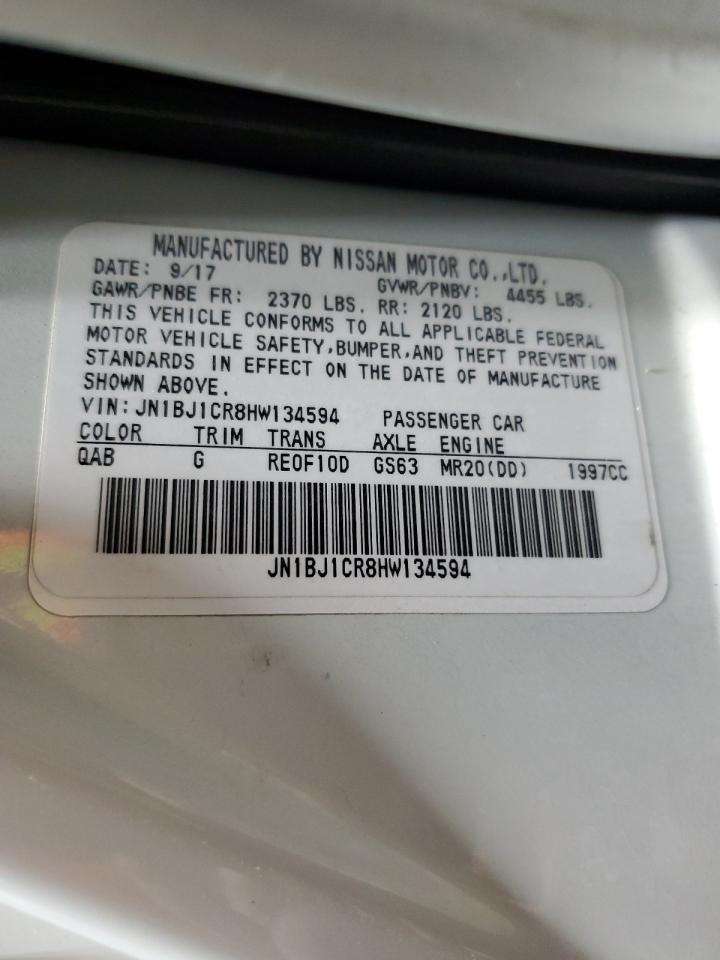 MANUFACTURED BY NISSAN MOTOR CO.,LTD.
DATE: 9/17 GVWR/PNBV: 4455 LBS.
GAWR/PNBE FR: 2370 LBS. RR: 2120 LBS.
THIS VEHICLE CONFORMS TO ALL APPLICABLE FEDERAL
MOTOR VEHICLE SAFETY,BUMPER,AND THEFT PREVENTION
STANDARDS IN EFFECT ON THE DATE OF MANUFACTURE
SHOWN ABOVE.
VIN:JN1BJ1CR8HW134594 PASSENGER CAR
COLOR TRIM TRANS AXLE ENGINE
QAB G RE0F10D GS63 MR20(DD) 1997CC
JN1BJ1CR8HW134594